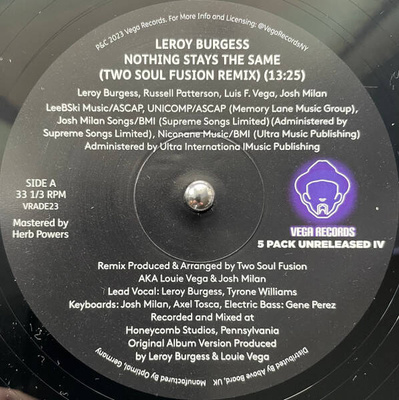 P&C 2023 Vega Records. For More Info and Licensing: @VegaRecordsNY
LEROY BURGESS
NOTHING STAYS THE SAME
(TWO SOUL FUSION REMIX) (13:25)
Leroy Burgess, Russell Patterson, Luis F. Vega, Josh Milan
LeeBSki Music/ASCAP, UNICOMP/ASCAP (Memory Lane Music Group),
Josh Milan Songs/BMI (Supreme Songs Limited)(Administered by
Supreme Songs Limited), Niconane Music/BMI (Ultra Music Publishing)
Administered by Ultra Internationa lMusic Publishing
SIDE A
33 1/3 RPM
VRADE23
Mastered by
Herb Powers
VEGA RECORDS
5 PACK UNRELEASED IV
Remix Produced & Arranged by Two Soul Fusion
AKA Louie Vega & Josh Milan
Lead Vocal: Leroy Burgess, Tyrone Williams
Keyboards: Josh Milan, Axel Tosca, Electric Bass: Gene Perez
Recorded and Mixed at
Honeycomb Studios, Pennsylvania
Original Album Version Produced
by Leroy Burgess & Louie Vega
Manufactured By Optimal, Germany
Distributed By Above Board, UK